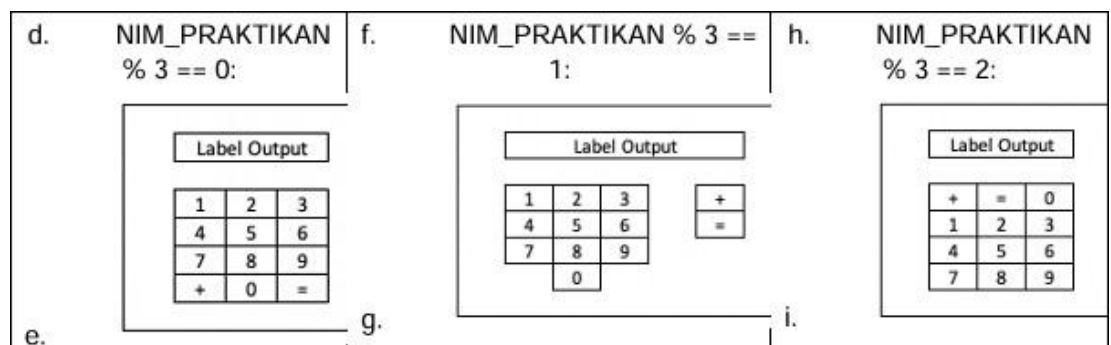 d. NIM_PRAKTIKAN
% 3 == 0:
Label Output
1 2 3
4 5 6
7 8 9
+ 0 =
e.
f. NIM_PRAKTIKAN % 3 ==
1:
Label Output
1 2 3 +
4 5 6 =
7 8 9
0
g.
h. NIM_PRAKTIKAN
% 3 == 2:
Label Output
+ = 0
1 2 3
4 5 6
7 8 9
i.